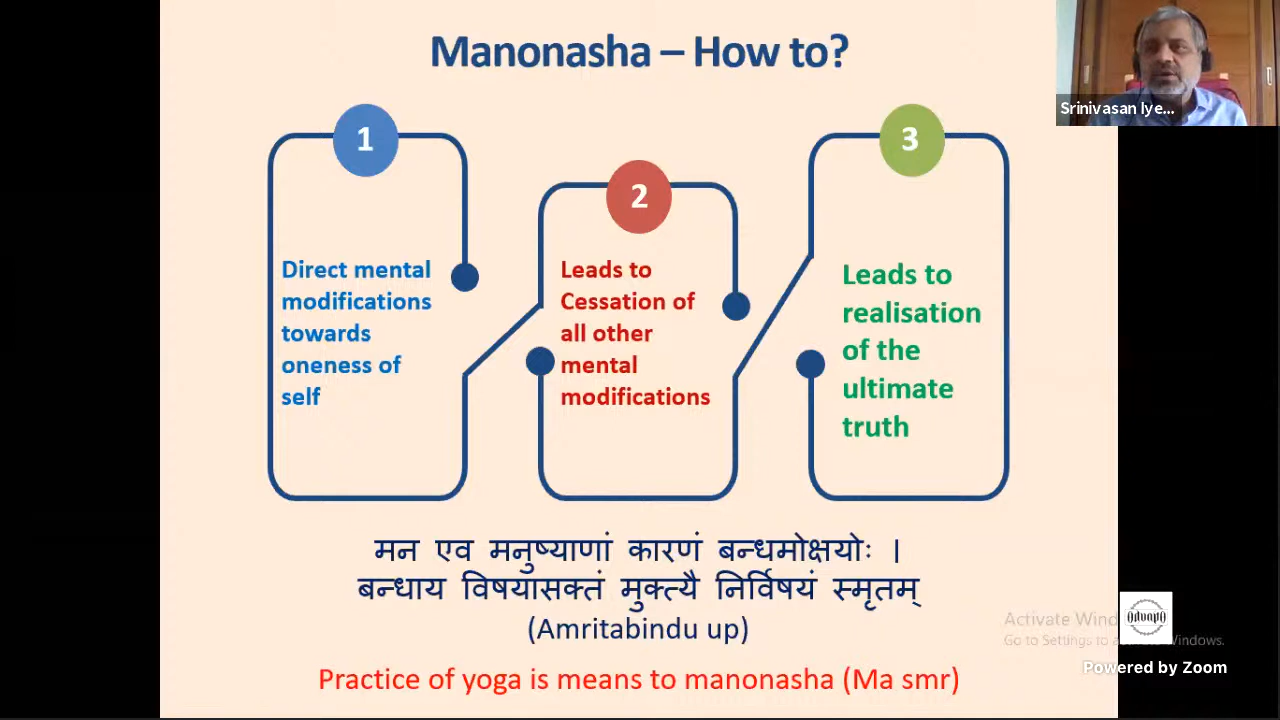 Manonasha – How to?
Srinivasan Iye...
1
2
3
Direct mental
modifications
towards
oneness of
self
Leads to
Cessation of
all other
mental
modifications
Leads to
realisation
of the
ultimate
truth
मन एव मनुष्याणां कारणं बन्धमोक्षयोः ।
बन्धाय विषयासक्तं मुक्त्यै निर्विषयं स्मृतम्
(Amritabindu up)
Practice of yoga is means to manonasha (Ma smr)
Activate Wind
Go to Settings to a
indows.
Powered by Zoom